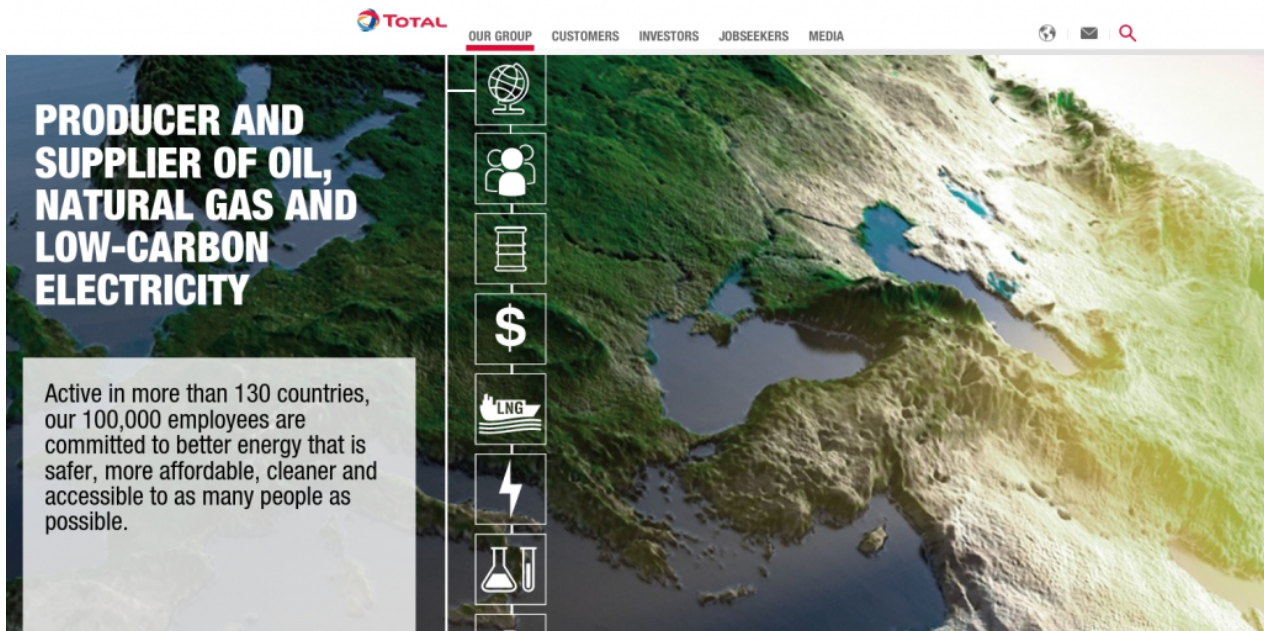 TOTAL
OUR GROUP CUSTOMERS INVESTORS JOBSEEKERS MEDIA
PRODUCER AND
SUPPLIER OF OIL,
NATURAL GAS AND
LOW-CARBON
ELECTRICITY
$
LNG
Active in more than 130 countries,
our 100,000 employees are
committed to better energy that is
safer, more affordable, cleaner and
accessible to as many people as
possible.